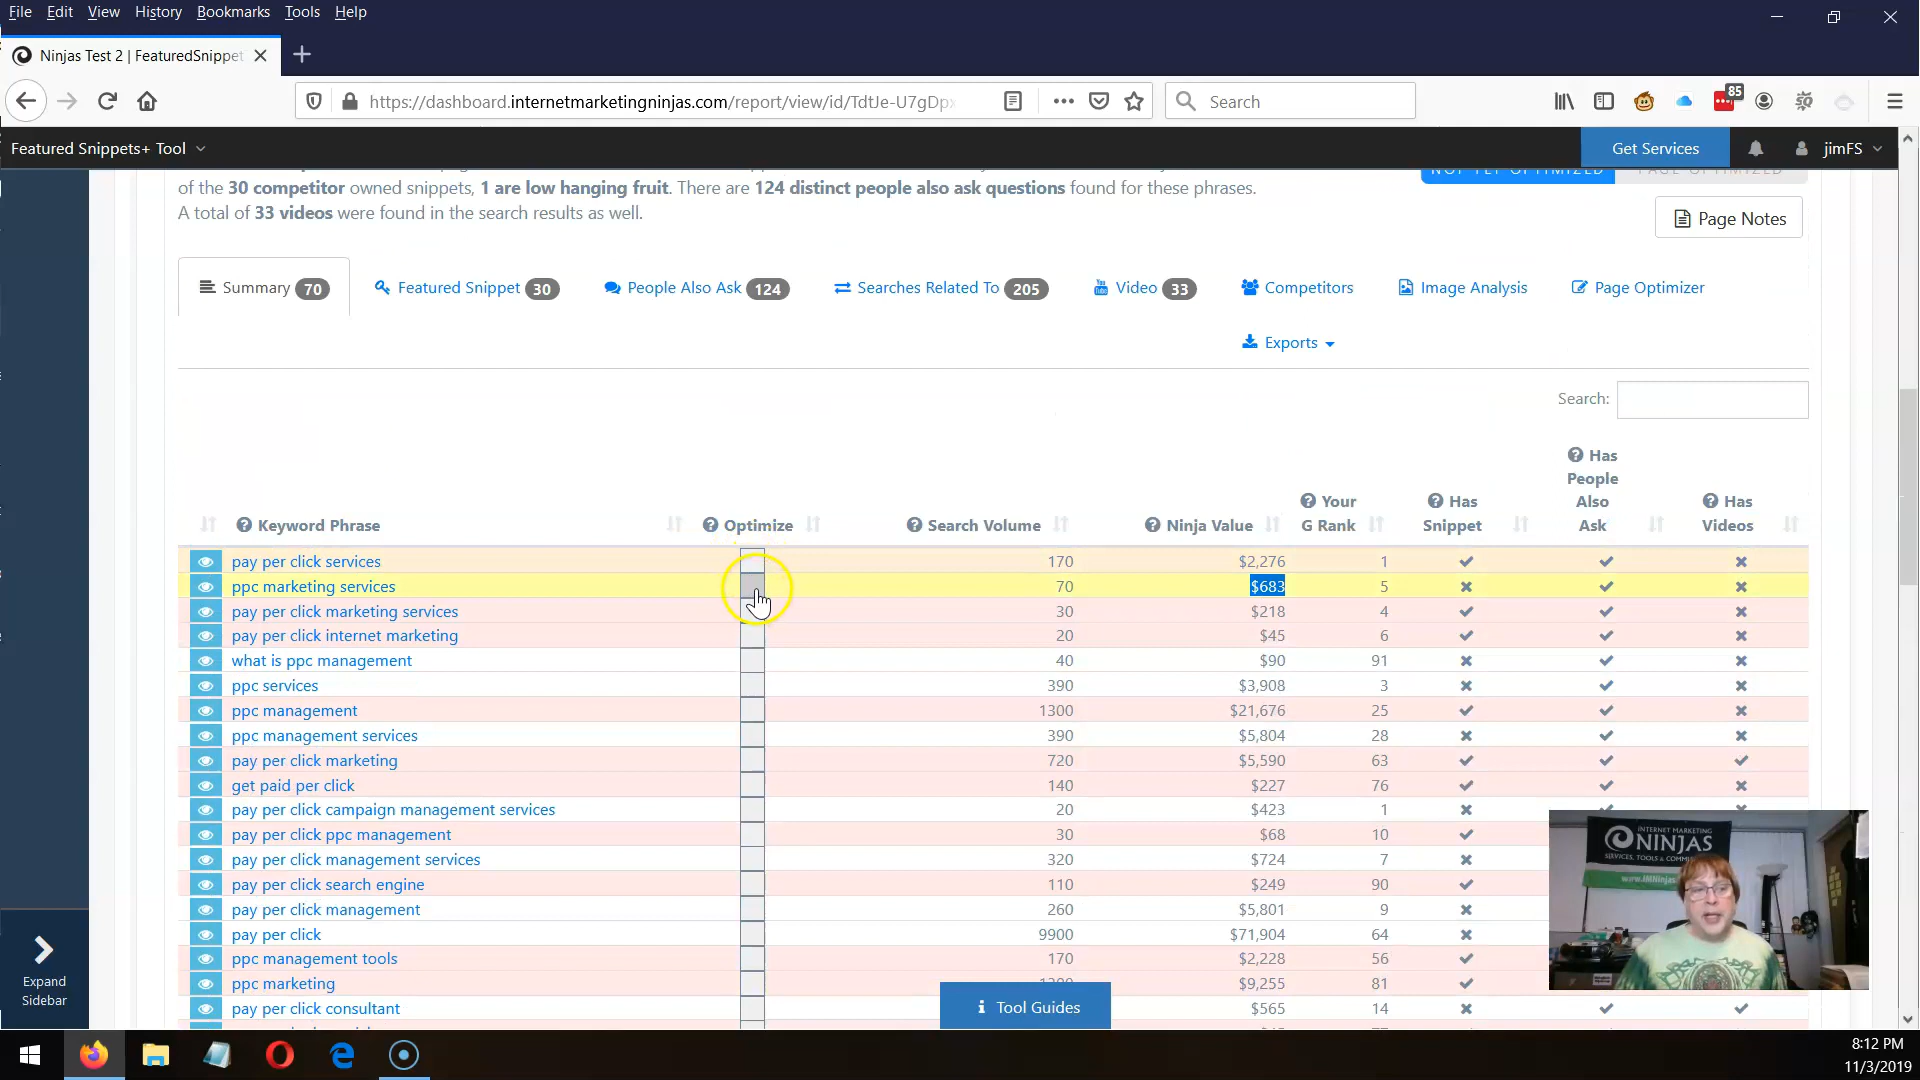 File Edit View History Bookmarks Tools Help
Ninjas Test 2 | FeaturedSnippet
https://dashboard.internetmarketingninjas.com/report/view/id/TdtJe-U7gDpx
Search
85
Featured Snippets+ Tool
Get Services
jimFS
of the 30 competitor owned snippets, 1 are low hanging fruit. There are 124 distinct people also ask questions found for these phrases.
NOT YET OPTIMIZED PAGE OPTIMIZED
A total of 33 videos were found in the search results as well.
Page Notes
Summary 70 Featured Snippet 30 People Also Ask 124 Searches Related To 205 Video 33 Competitors Image Analysis Page Optimizer
Exports
Search:
Keyword Phrase Optimize Search Volume Ninja Value Your G Rank Has Snippet Has People Also Ask Has Videos
pay per click services 170 $2,276 1
ppc marketing services 70 $683 5
pay per click marketing services 30 $218 4
pay per click internet marketing 20 $45 6
what is ppc management 40 $90 91
ppc services 390 $3,908 3
ppc management 1300 $21,676 25
ppc management services 390 $5,804 28
pay per click marketing 720 $5,590 63
get paid per click 140 $227 76
pay per click campaign management services 20 $423 1
pay per click ppc management 30 $68 10
pay per click management services 320 $724 7
pay per click search engine 110 $249 90
pay per click management 260 $5,801 9
pay per click 9900 $71,904 64
ppc management tools 170 $2,228 56
ppc marketing $9,255 81
pay per click consultant $565 14
INTERNET MARKETING
NINJAS
SERVICES, TOOLS &
www.IMNinjas
Expand
Sidebar
Tool Guides
8:12 PM
11/3/2019